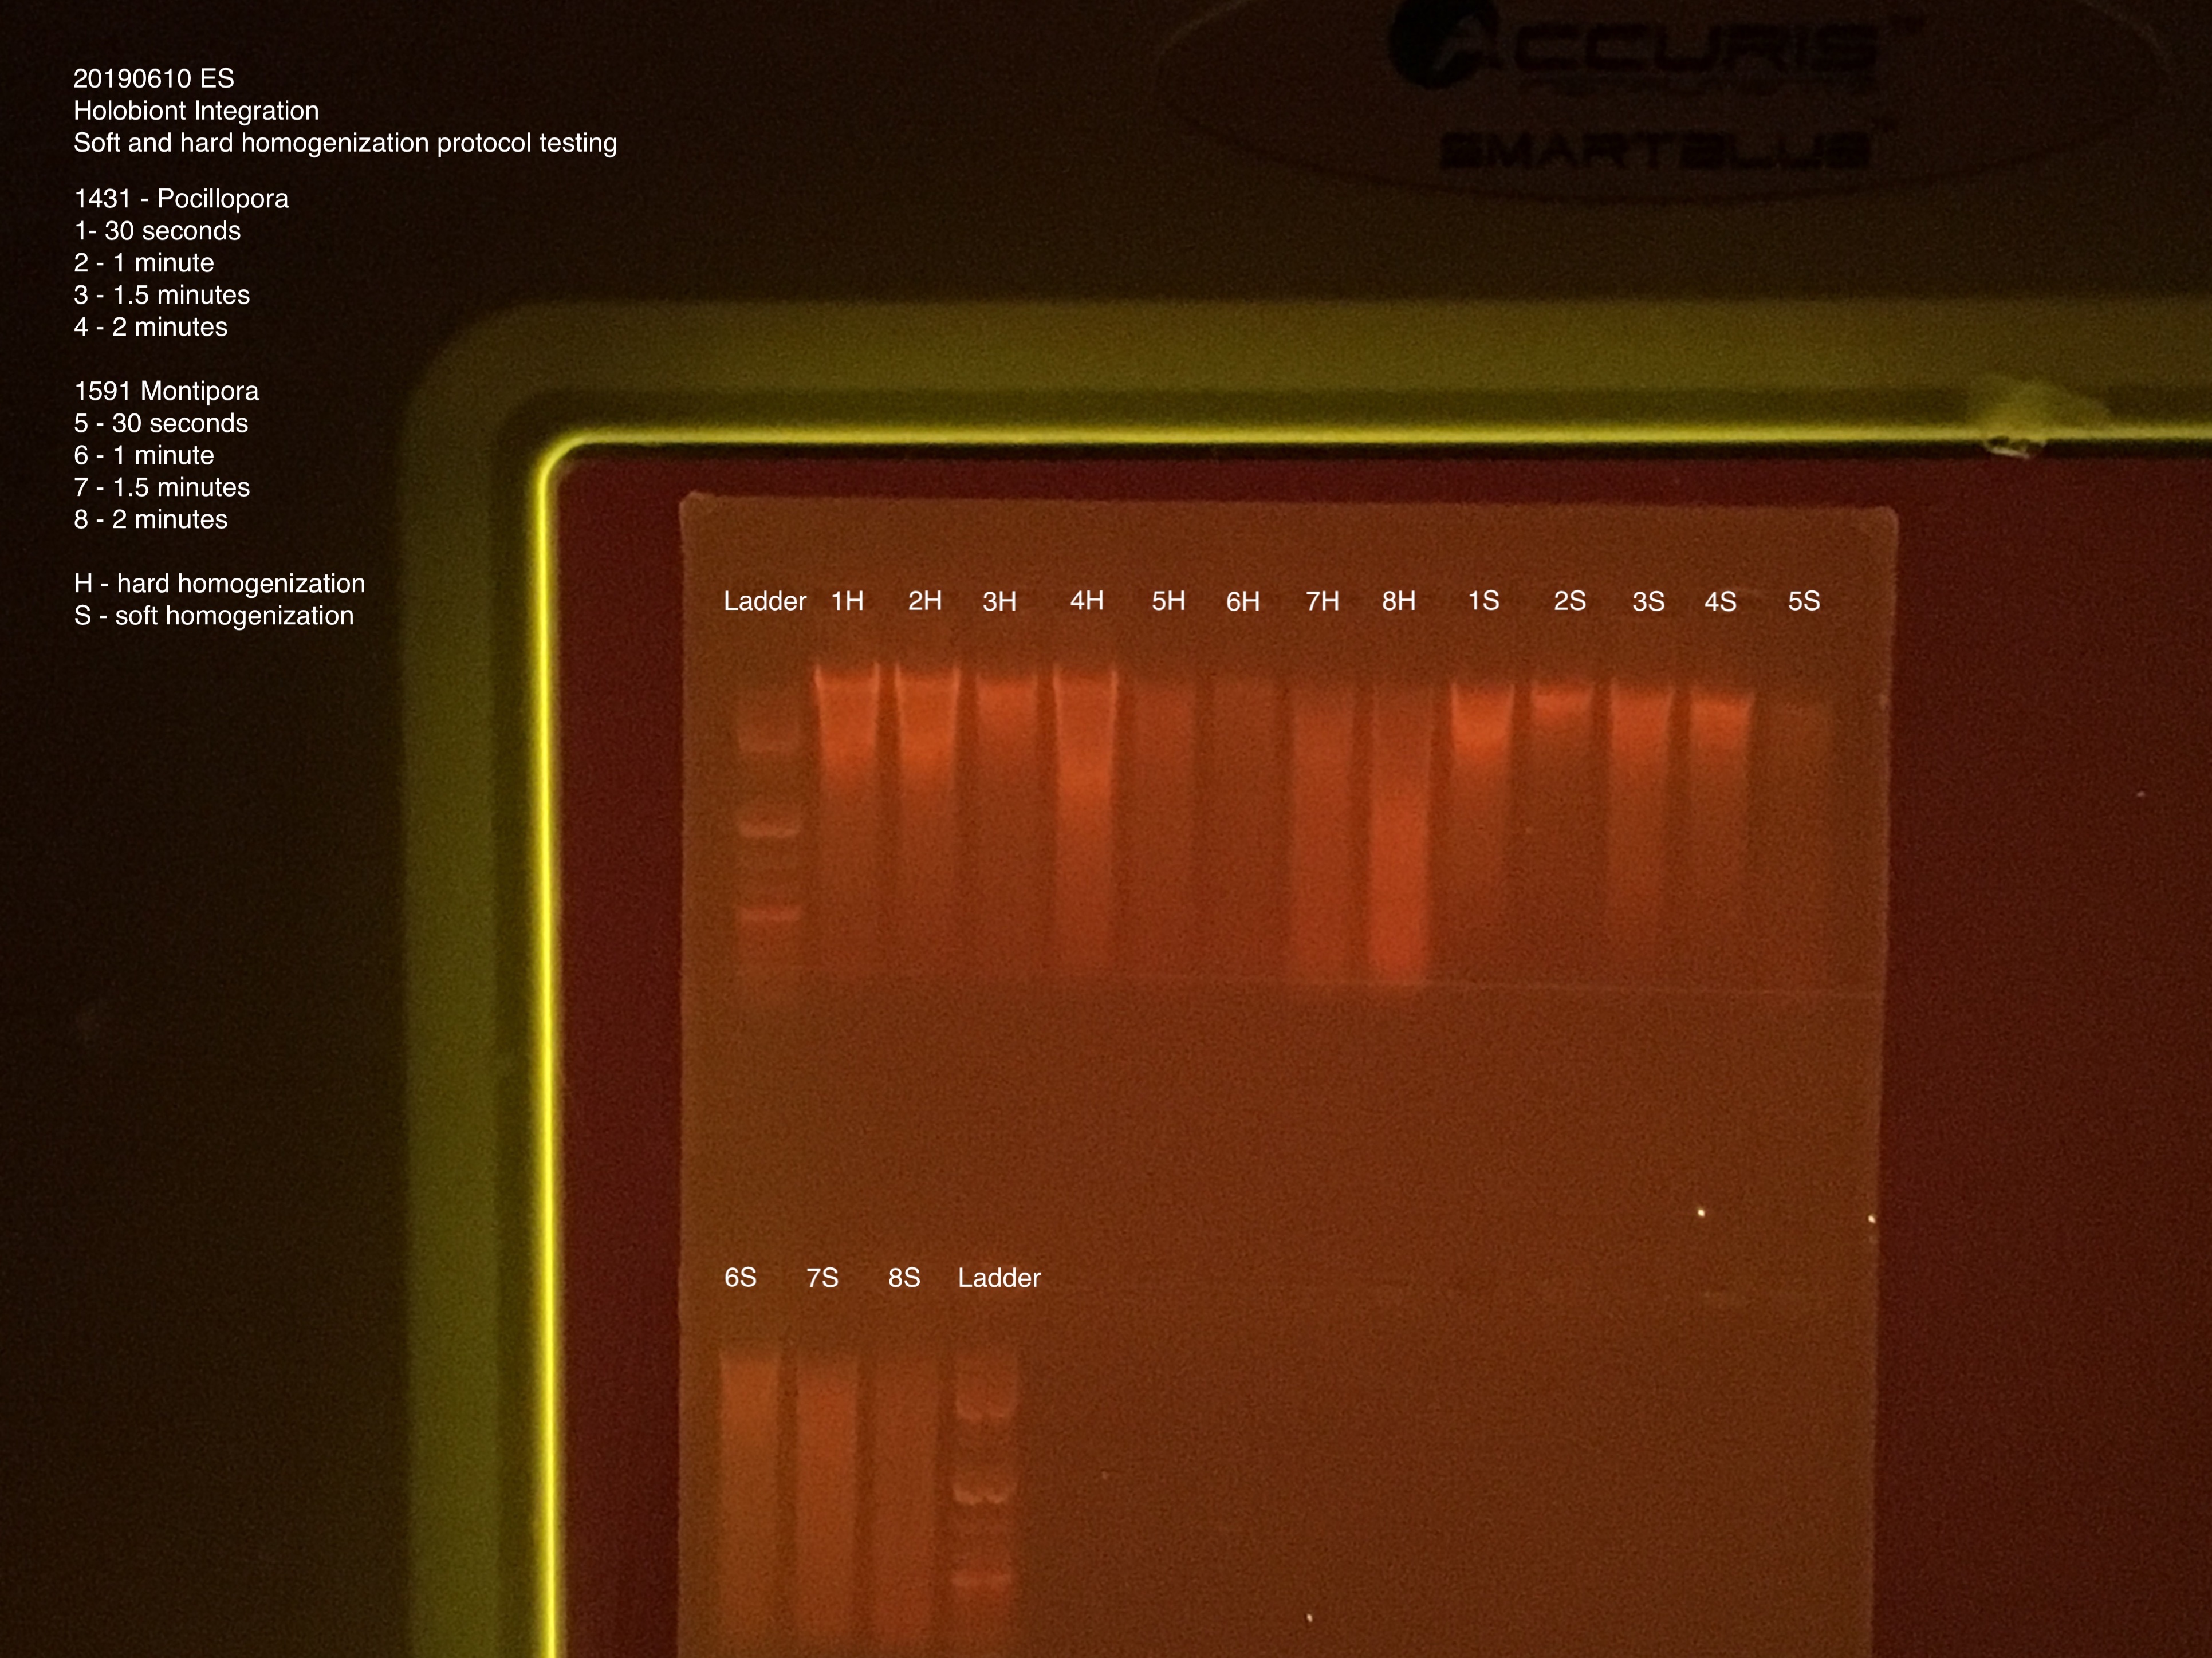 ACCURIS™
SMARTBLUE™
20190610 ES
Holobiont Integration
Soft and hard homogenization protocol testing
1431 - Pocillopora
1- 30 seconds
2 - 1 minute
3 - 1.5 minutes
4 - 2 minutes
1591 Montipora
5 - 30 seconds
6 - 1 minute
7 - 1.5 minutes
8 - 2 minutes
H - hard homogenization
S - soft homogenization
Ladder 1H 2H 3H 4H 5H 6H 7H 8H 1S 2S 3S 4S 5S
6S 7S 8S Ladder